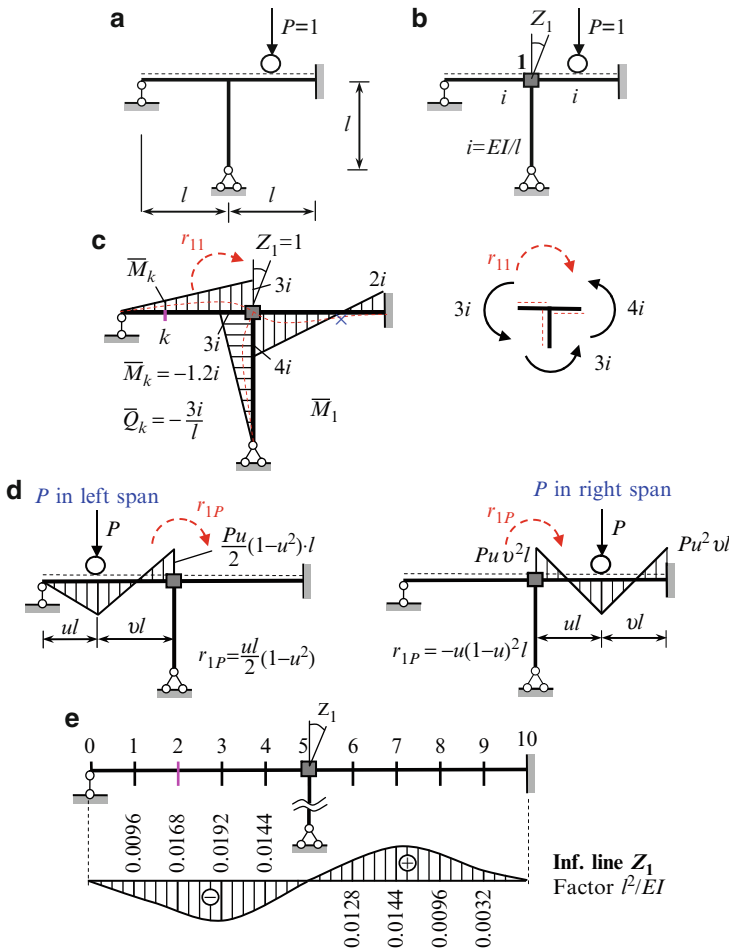 a
P=1
l
l
l
b
Z₁
P=1
1
i
i
i=EI/l
c
r₁₁
Z₁=1
M̅ₖ
3i
2i
k
3i
4i
M̅ₖ = −1.2i
Q̅ₖ = − 3i/l
M̅₁
r₁₁
3i
4i
3i
d
P in left span
P
r₁P
Pu/2 (1−u²)·l
ul
υl
r₁P = ul/2 (1−u²)
P in right span
r₁P
P
Pu υ²l
Pu² υl
ul
υl
r₁P = −u(1−u)²l
e
Z₁
0 1 2 3 4 5 6 7 8 9 10
0.0096
0.0168
0.0192
0.0144
−
+
0.0128
0.0144
0.0096
0.0032
Inf. line Z₁
Factor l²/EI